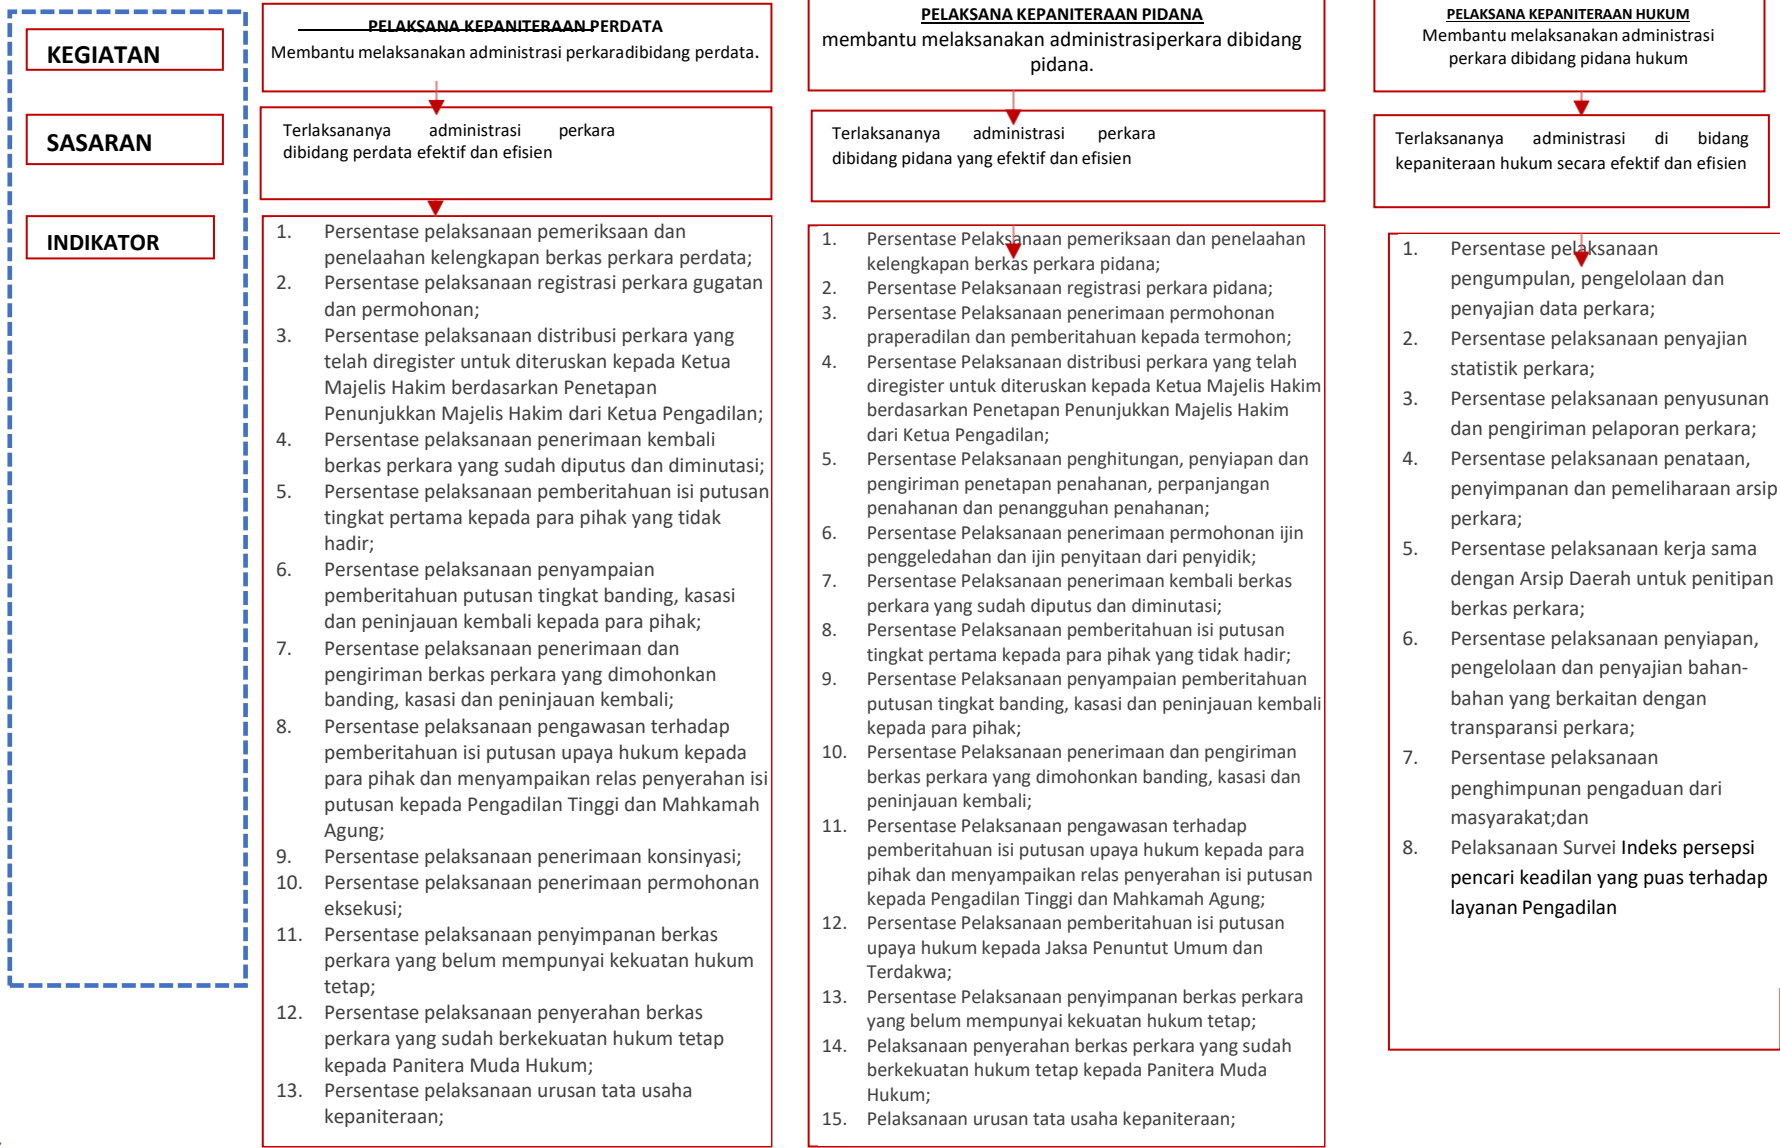 KEGIATAN
SASARAN
INDIKATOR
PELAKSANA KEPANITERAAN PERDATA
Membantu melaksanakan administrasi perkaradibidang perdata.
Terlaksananya administrasi perkara
dibidang perdata efektif dan efisien
1. Persentase pelaksanaan pemeriksaan dan
penelaahan kelengkapan berkas perkara perdata;
2. Persentase pelaksanaan registrasi perkara gugatan
dan permohonan;
3. Persentase pelaksanaan distribusi perkara yang
telah diregister untuk diteruskan kepada Ketua
Majelis Hakim berdasarkan Penetapan
Penunjukkan Majelis Hakim dari Ketua Pengadilan;
4. Persentase pelaksanaan penerimaan kembali
berkas perkara yang sudah diputus dan diminutasi;
5. Persentase pelaksanaan pemberitahuan isi putusan
tingkat pertama kepada para pihak yang tidak
hadir;
6. Persentase pelaksanaan penyampaian
pemberitahuan putusan tingkat banding, kasasi
dan peninjauan kembali kepada para pihak;
7. Persentase pelaksanaan penerimaan dan
pengiriman berkas perkara yang dimohonkan
banding, kasasi dan peninjauan kembali;
8. Persentase pelaksanaan pengawasan terhadap
pemberitahuan isi putusan upaya hukum kepada
para pihak dan menyampaikan relas penyerahan isi
putusan kepada Pengadilan Tinggi dan Mahkamah
Agung;
9. Persentase pelaksanaan penerimaan konsinyasi;
10. Persentase pelaksanaan penerimaan permohonan
eksekusi;
11. Persentase pelaksanaan penyimpanan berkas
perkara yang belum mempunyai kekuatan hukum
tetap;
12. Persentase pelaksanaan penyerahan berkas
perkara yang sudah berkekuatan hukum tetap
kepada Panitera Muda Hukum;
13. Persentase pelaksanaan urusan tata usaha
kepaniteraan;
PELAKSANA KEPANITERAAN PIDANA
membantu melaksanakan administrasiperkara dibidang
pidana.
Terlaksananya administrasi perkara
dibidang pidana yang efektif dan efisien
1. Persentase Pelaksanaan pemeriksaan dan penelaahan
kelengkapan berkas perkara pidana;
2. Persentase Pelaksanaan registrasi perkara pidana;
3. Persentase Pelaksanaan penerimaan permohonan
praperadilan dan pemberitahuan kepada termohon;
4. Persentase Pelaksanaan distribusi perkara yang telah
diregister untuk diteruskan kepada Ketua Majelis Hakim
berdasarkan Penetapan Penunjukkan Majelis Hakim
dari Ketua Pengadilan;
5. Persentase Pelaksanaan penghitungan, penyiapan dan
pengiriman penetapan penahanan, perpanjangan
penahanan dan penangguhan penahanan;
6. Persentase Pelaksanaan penerimaan permohonan ijin
penggeledahan dan ijin penyitaan dari penyidik;
7. Persentase Pelaksanaan penerimaan kembali berkas
perkara yang sudah diputus dan diminutasi;
8. Persentase Pelaksanaan pemberitahuan isi putusan
tingkat pertama kepada para pihak yang tidak hadir;
9. Persentase Pelaksanaan penyampaian pemberitahuan
putusan tingkat banding, kasasi dan peninjauan kembali
kepada para pihak;
10. Persentase Pelaksanaan penerimaan dan pengiriman
berkas perkara yang dimohonkan banding, kasasi dan
peninjauan kembali;
11. Persentase Pelaksanaan pengawasan terhadap
pemberitahuan isi putusan upaya hukum kepada para
pihak dan menyampaikan relas penyerahan isi putusan
kepada Pengadilan Tinggi dan Mahkamah Agung;
12. Persentase Pelaksanaan pemberitahuan isi putusan
upaya hukum kepada Jaksa Penuntut Umum dan
Terdakwa;
13. Persentase Pelaksanaan penyimpanan berkas perkara
yang belum mempunyai kekuatan hukum tetap;
14. Pelaksanaan penyerahan berkas perkara yang sudah
berkekuatan hukum tetap kepada Panitera Muda
Hukum;
15. Pelaksanaan urusan tata usaha kepaniteraan;
PELAKSANA KEPANITERAAN HUKUM
Membantu melaksanakan administrasi
perkara dibidang pidana hukum
Terlaksananya administrasi di bidang
kepaniteraan hukum secara efektif dan efisien
1. Persentase pelaksanaan
pengumpulan, pengelolaan dan
penyajian data perkara;
2. Persentase pelaksanaan penyajian
statistik perkara;
3. Persentase pelaksanaan penyusunan
dan pengiriman pelaporan perkara;
4. Persentase pelaksanaan penataan,
penyimpanan dan pemeliharaan arsip
perkara;
5. Persentase pelaksanaan kerja sama
dengan Arsip Daerah untuk penitipan
berkas perkara;
6. Persentase pelaksanaan penyiapan,
pengelolaan dan penyajian bahan-
bahan yang berkaitan dengan
transparansi perkara;
7. Persentase pelaksanaan
penghimpunan pengaduan dari
masyarakat;dan
8. Pelaksanaan Survei Indeks persepsi
pencari keadilan yang puas terhadap
layanan Pengadilan